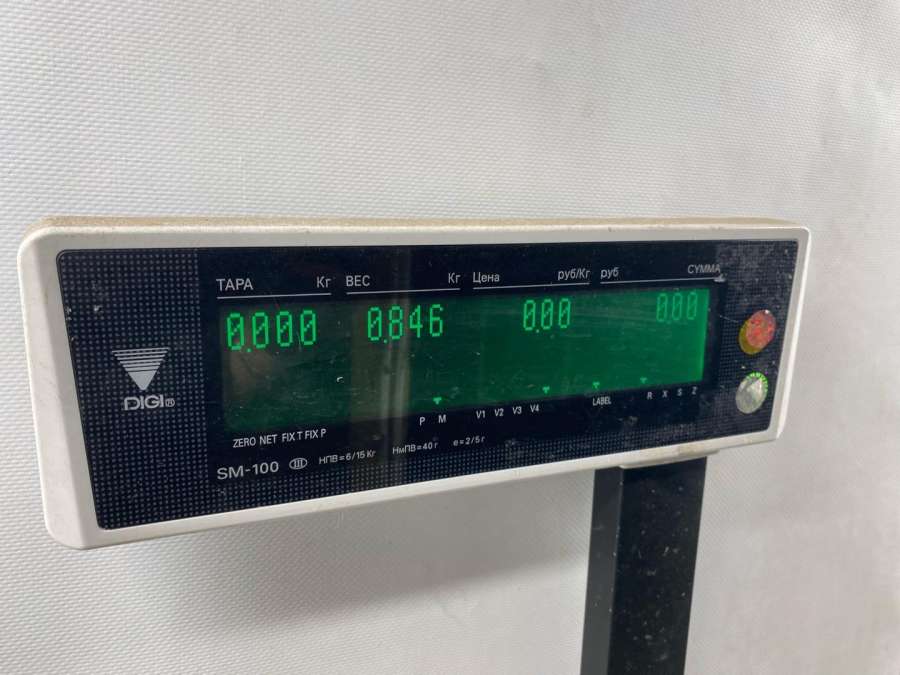 ТАРА Кг ВЕС Кг Цена руб/Кг руб СУММА
0.000 0.846 0.00 0.00
DIGI®
P M V1 V2 V3 V4 LABEL R X S Z
ZERO NET FIX T FIX P
SM-100 III НПВ=6/15 Кг НмПВ=40 г e=2/5 г